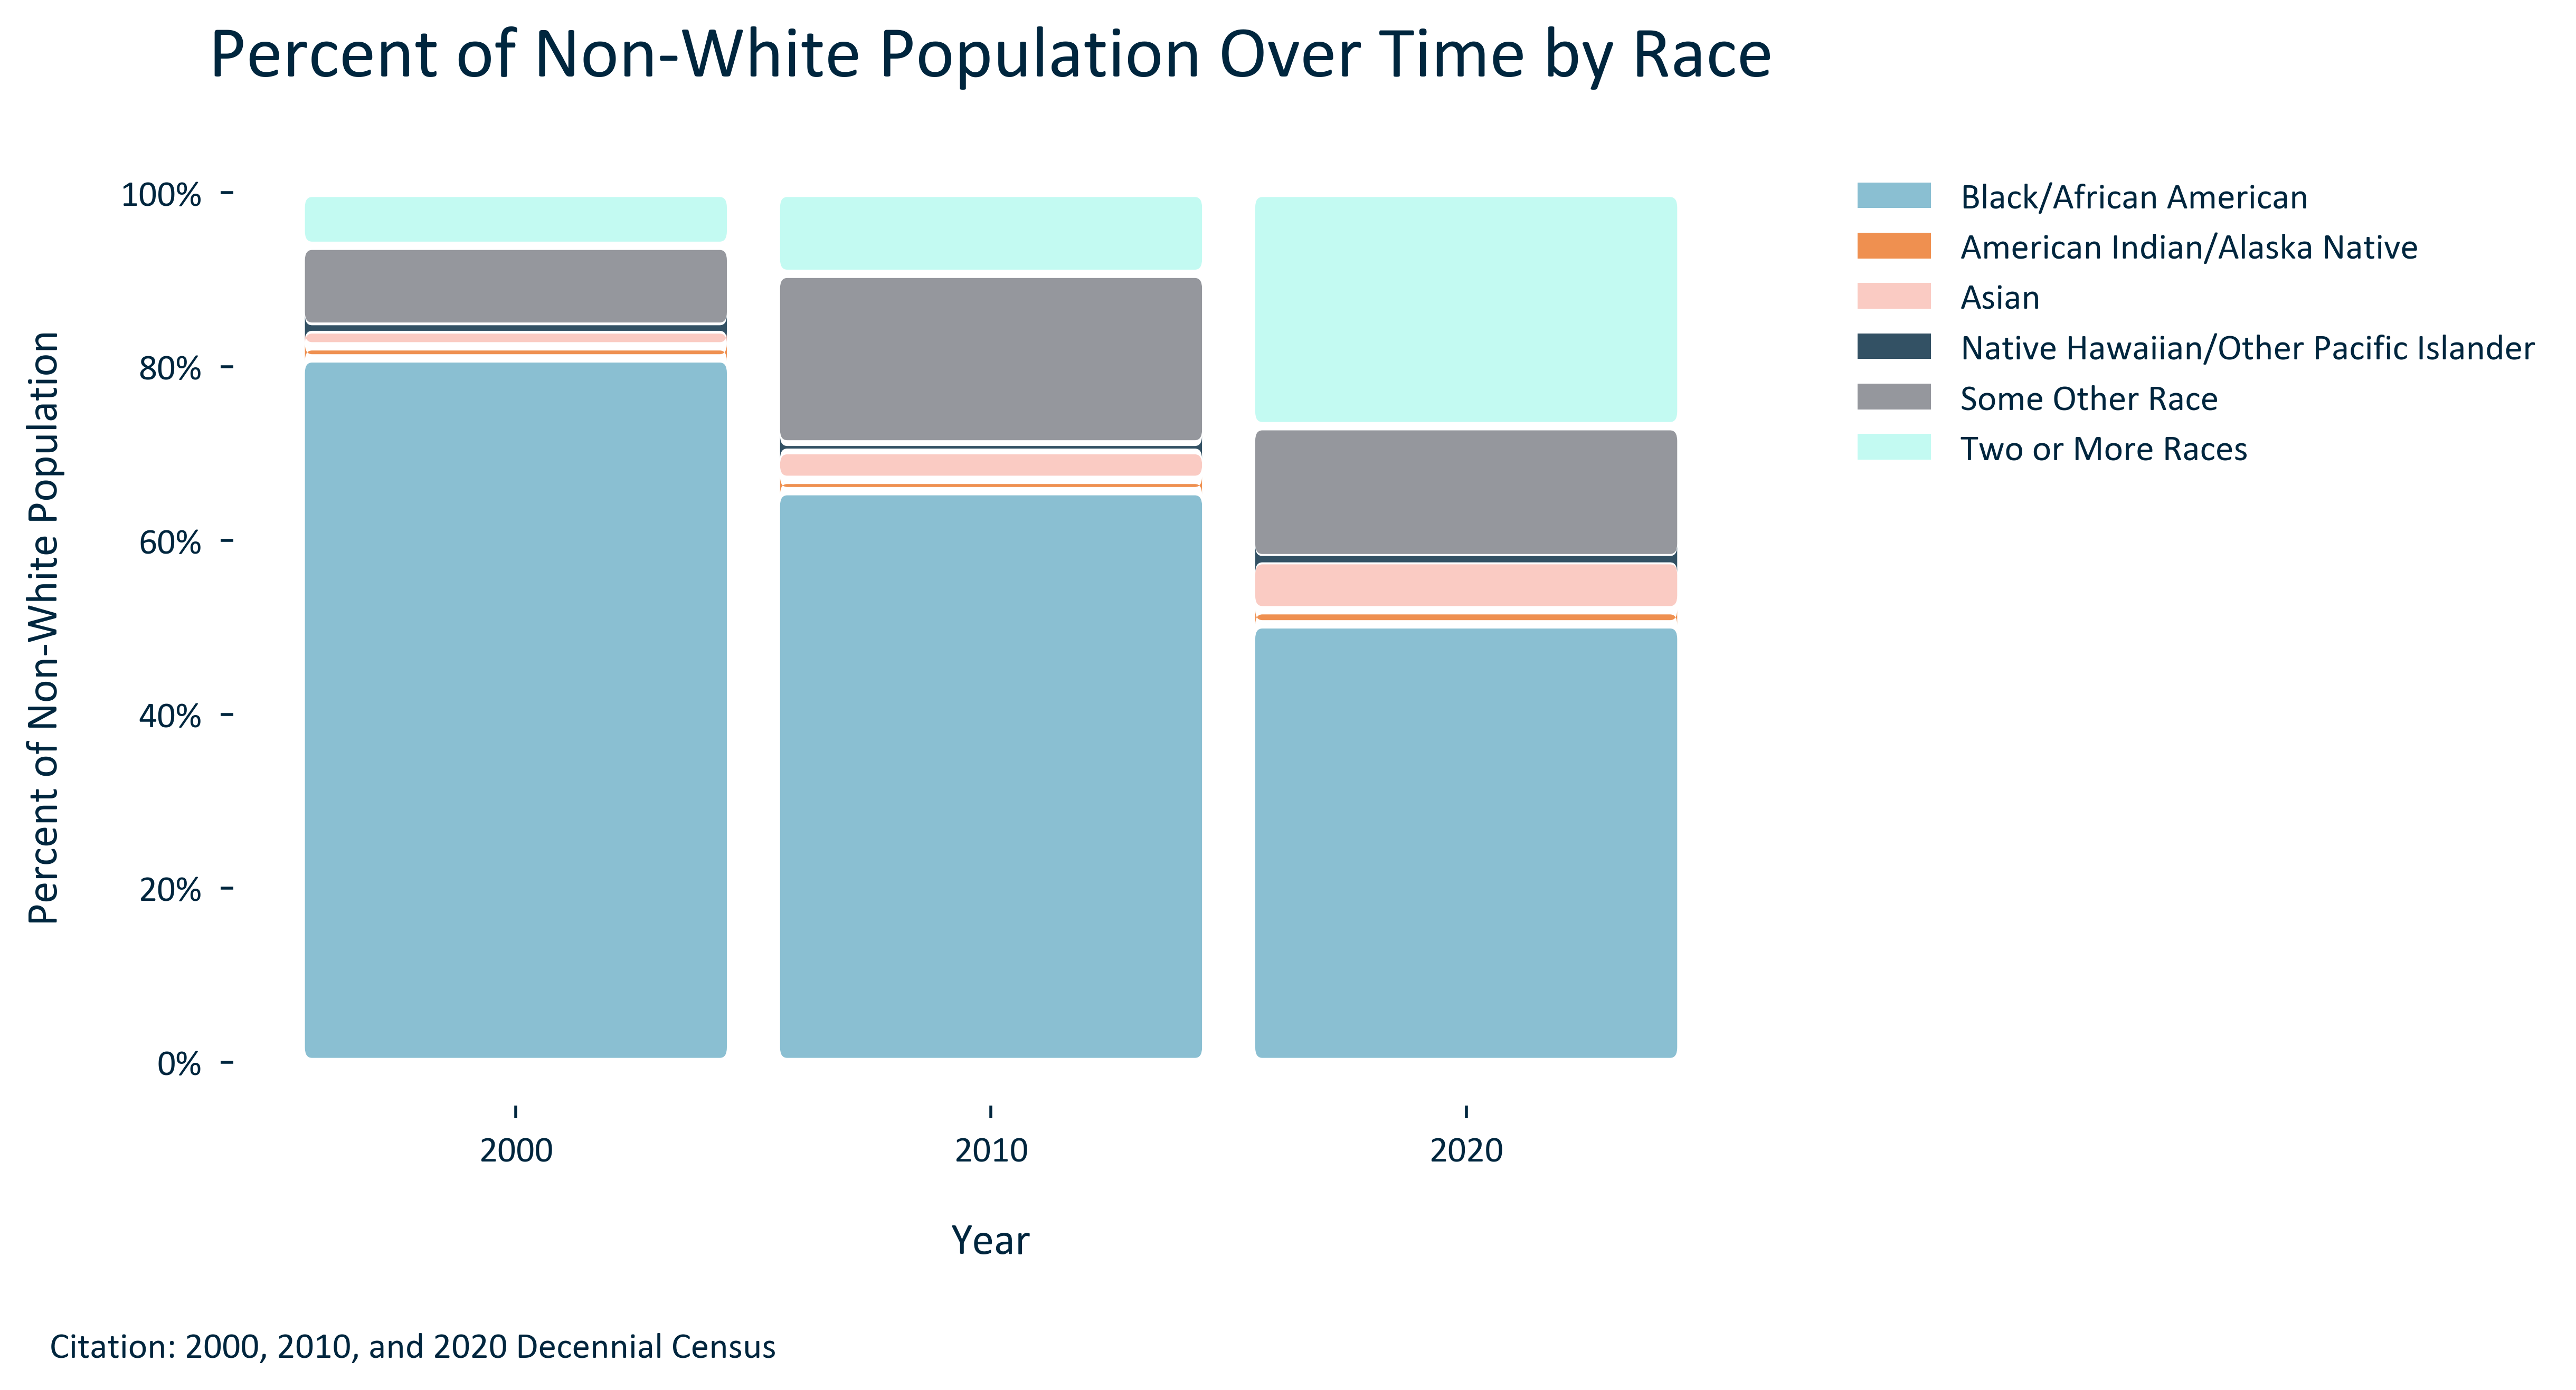 Percent of Non-White Population Over Time by Race
Percent of Non-White Population
100%
80%
60%
40%
20%
0%
2000
2010
2020
Year
Black/African American
American Indian/Alaska Native
Asian
Native Hawaiian/Other Pacific Islander
Some Other Race
Two or More Races
Citation: 2000, 2010, and 2020 Decennial Census